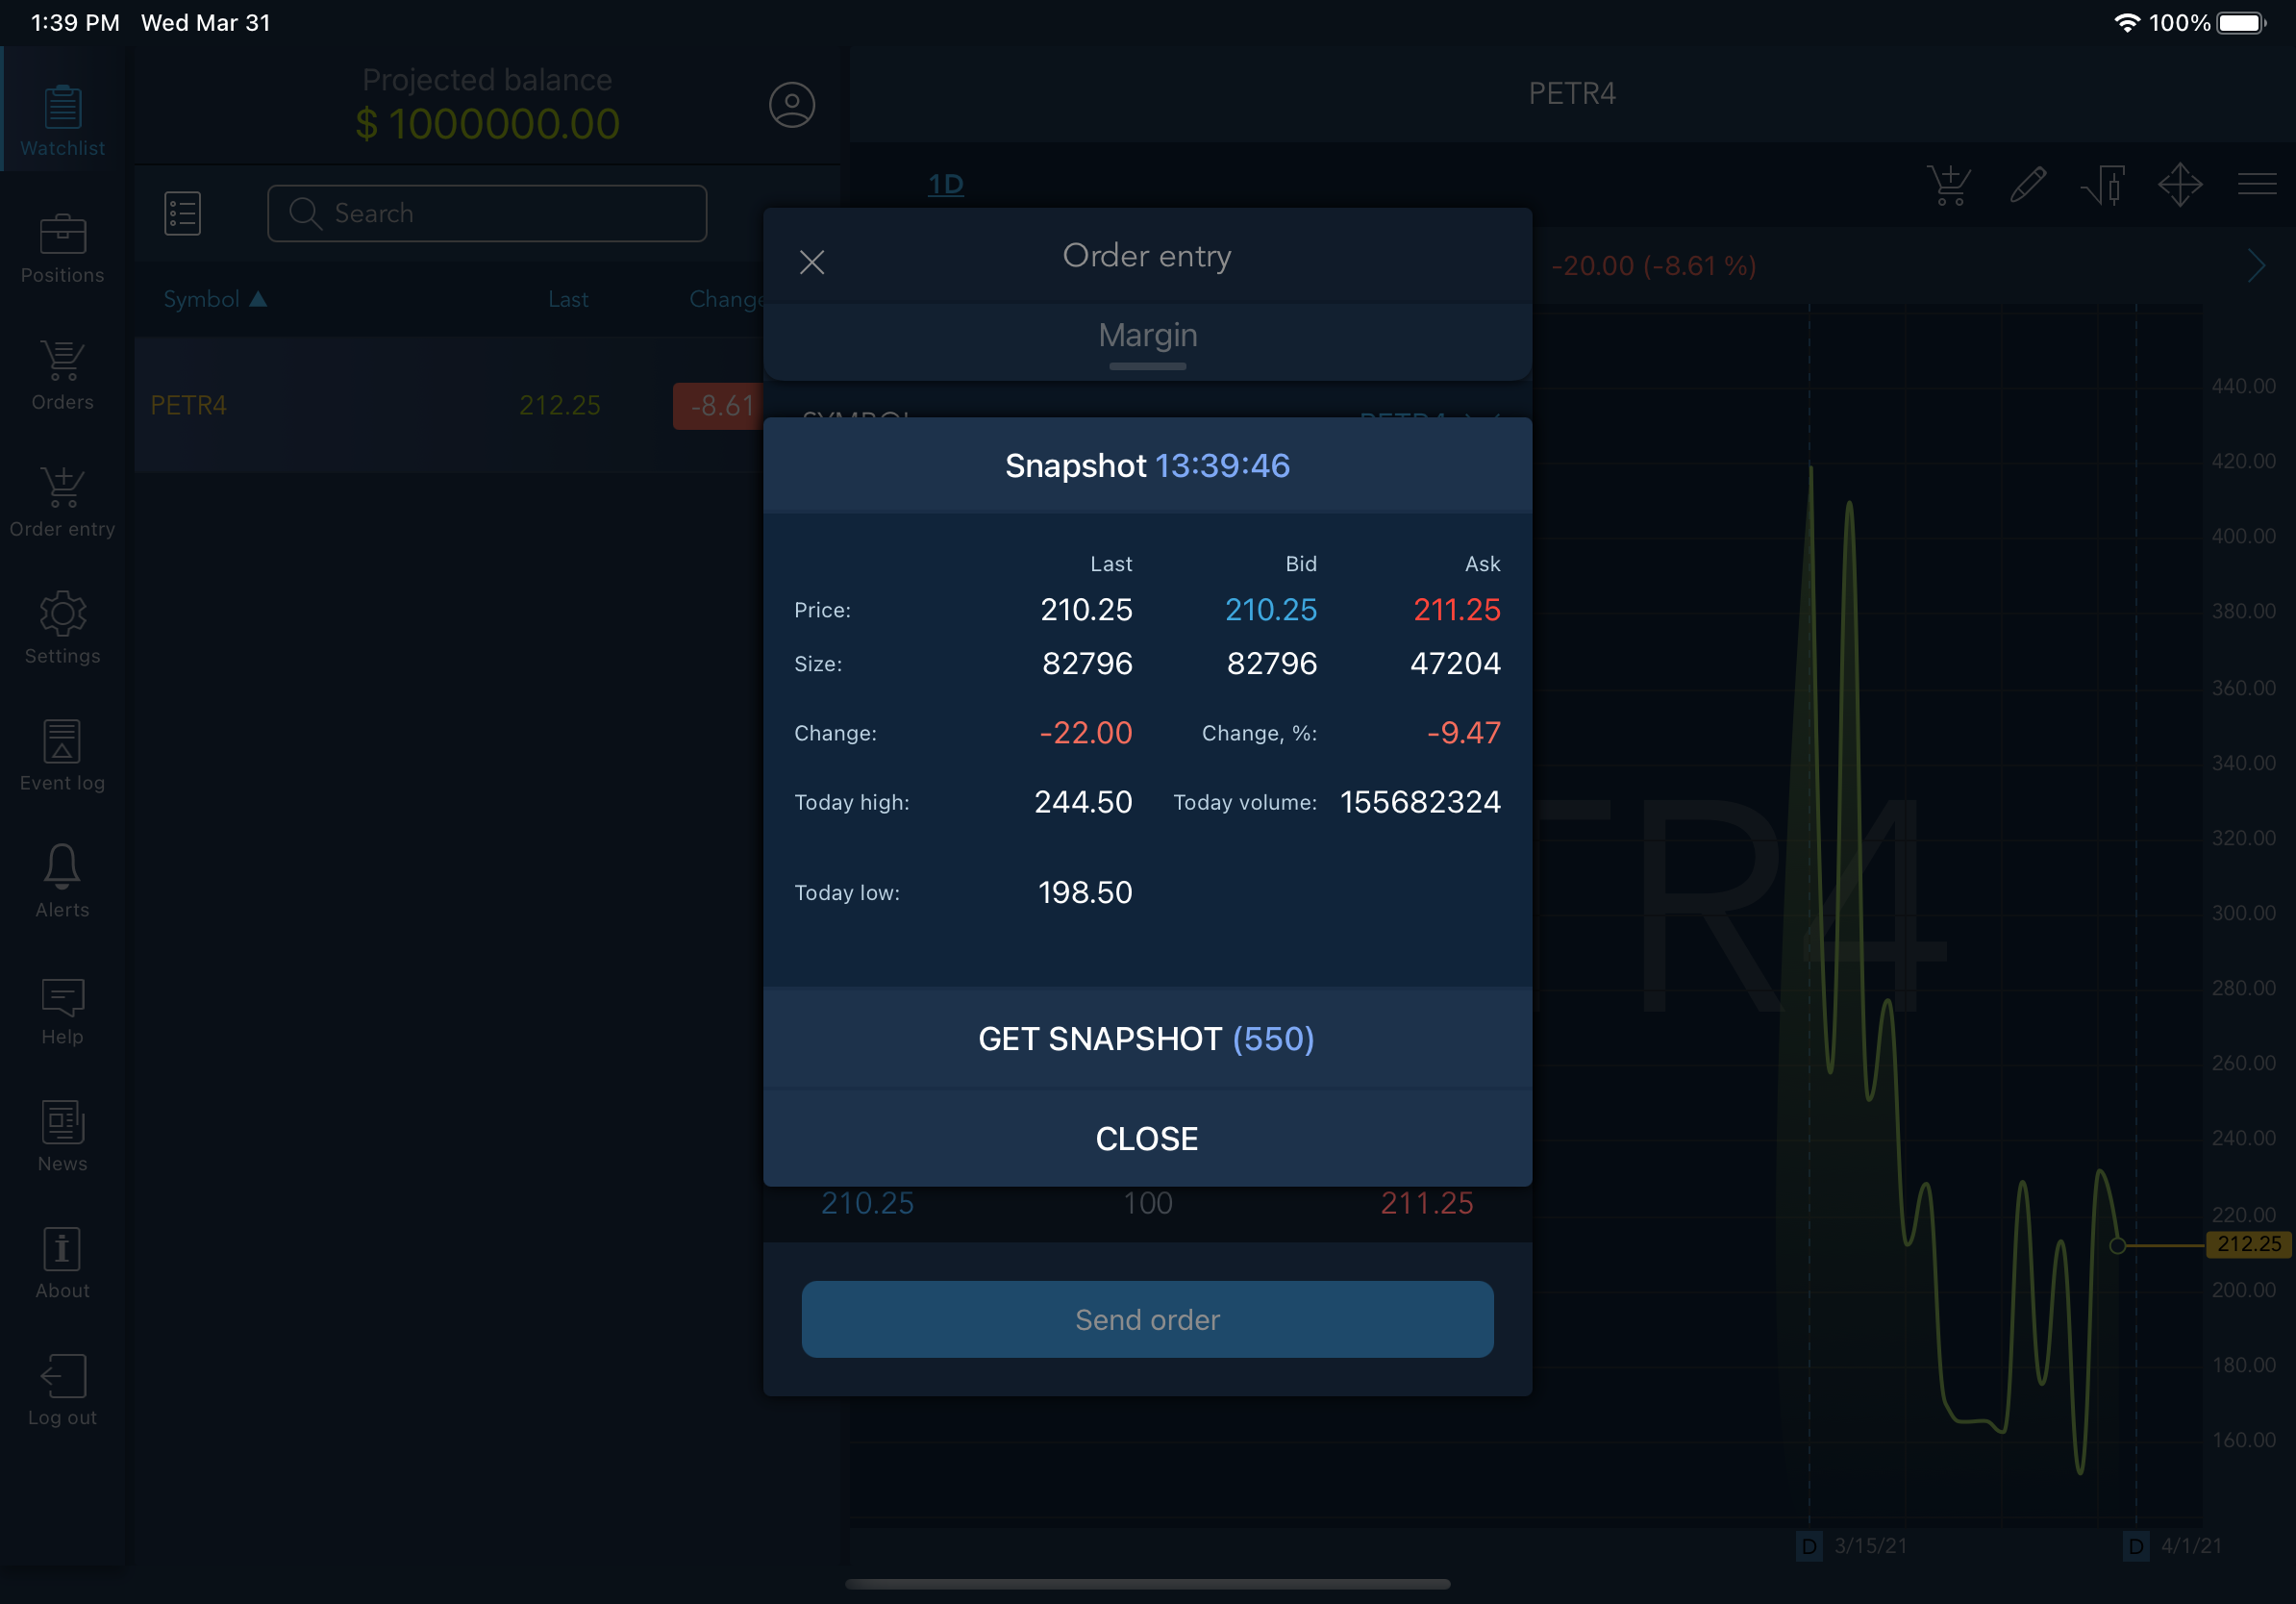 1:39 PM Wed Mar 31 100%
Projected balance
$ 1000000.00
PETR4
Watchlist
Search
1D
Positions
Order entry
-20.00 (-8.61 %)
Symbol ▲ Last Change
Margin
Orders
PETR4 212.25 -8.61
SYMBOL PETR4
Snapshot 13:39:46
Order entry
Last Bid Ask
Price: 210.25 210.25 211.25
Size: 82796 82796 47204
Settings
Change: -22.00 Change, %: -9.47
Event log
Today high: 244.50 Today volume: 155682324
Today low: 198.50
Alerts
Help
GET SNAPSHOT (550)
CLOSE
News
210.25 100 211.25
About
Send order
Log out
TR4
440.00
420.00
400.00
380.00
360.00
340.00
320.00
300.00
280.00
260.00
240.00
220.00
212.25
200.00
180.00
160.00
D 3/15/21 D 4/1/21